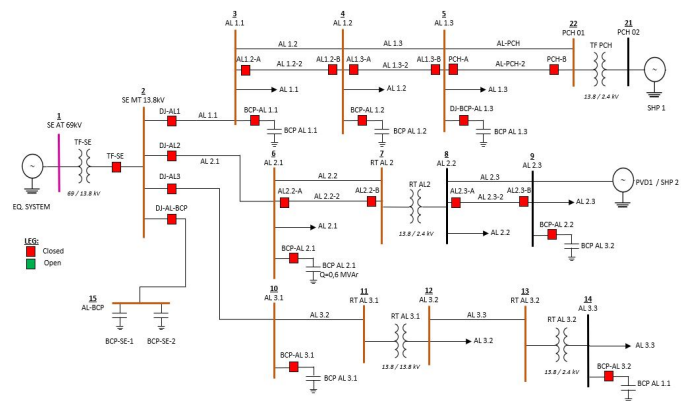 3
AL 1.1
4
AL 1.2
5
AL 1.3
22
PCH 01
21
PCH 02
AL 1.2
AL 1.3
AL-PCH
TF PCH
AL1.2-A
AL 1.2-2
AL1.2-B
AL1.3-A
AL 1.3-2
AL1.3-B
PCH-A
AL-PCH-2
PCH-B
13.8 / 2.4 kV
SHP 1
AL 1.1
AL 1.2
AL 1.3
BCP-AL 1.1
BCP AL 1.1
BCP-AL 1.2
BCP AL 1.2
DJ-BCP-AL 1.3
BCP AL 1.3
1
SE AT 69kV
2
SE MT 13.8kV
TF-SE
TF-SE
69 / 13.8 kV
EQ. SYSTEM
DJ-AL1
AL 1.1
DJ-AL2
AL 2.1
DJ-AL3
DJ-AL-BCP
6
AL 2.1
7
RT AL2
8
AL 2.2
9
AL 2.3
AL 2.2
AL2.2-A
AL 2.2-2
AL2.2-B
RT AL2
13.8 / 2.4 kV
AL 2.3
AL2.3-A
AL 2.3-2
AL2.3-B
PVD1 / SHP 2
AL 2.1
AL 2.2
AL 2.3
BCP-AL 2.1
BCP AL 2.1
Q=0,6 MVAr
BCP-AL 2.2
BCP AL 3.2
LEG:
Closed
Open
15
AL-BCP
BCP-SE-1
BCP-SE-2
10
AL 3.1
11
RT AL 3.1
12
AL 3.2
13
RT AL 3.2
14
AL 3.3
AL 3.2
RT AL 3.1
13.8 / 13.8 kV
AL 3.3
AL 3.2
RT AL 3.2
13.8 / 2.4 kV
AL 3.3
BCP-AL 3.1
BCP AL 3.1
BCP-AL 3.2
BCP AL 1.1